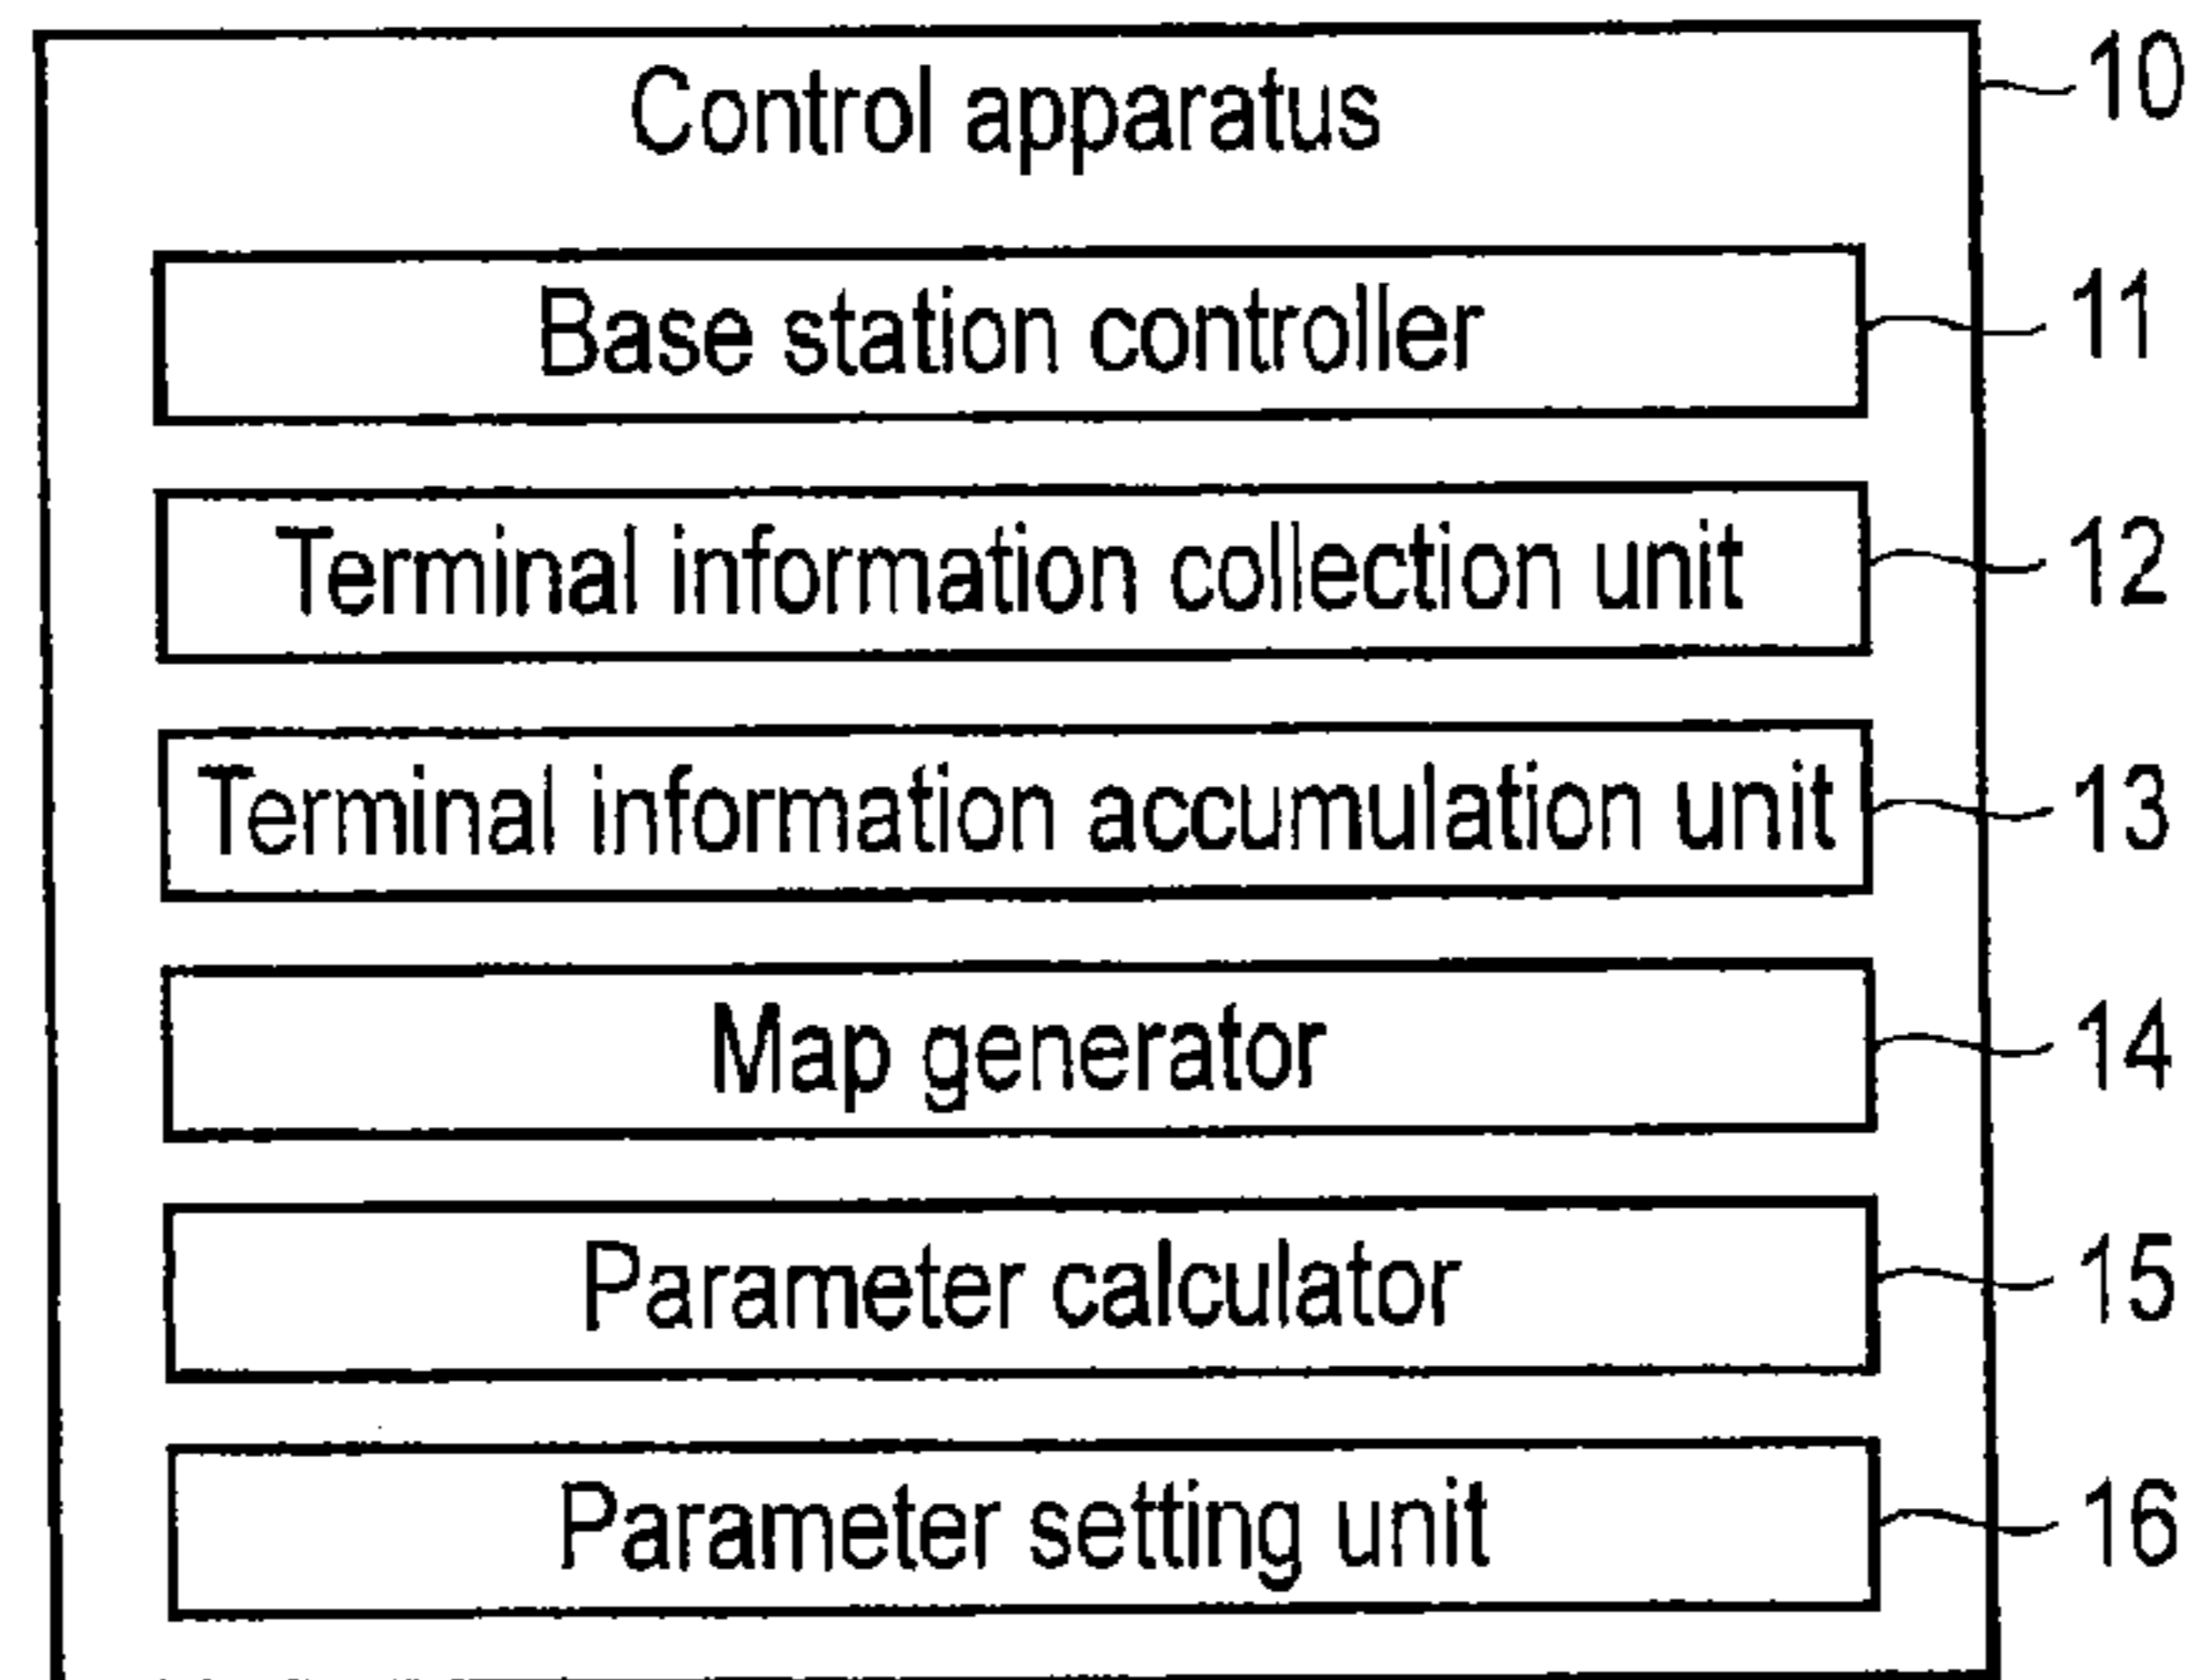 Control apparatus 10
Base station controller 11
Terminal information collection unit 12
Terminal information accumulation unit 13
Map generator 14
Parameter calculator 15
Parameter setting unit 16